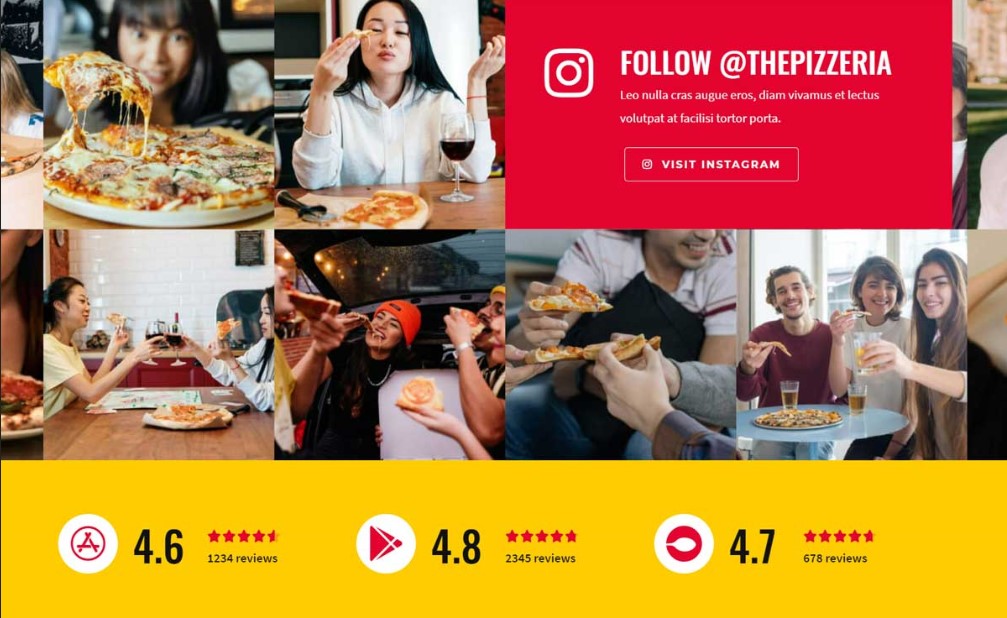 FOLLOW @THEPIZZERIA
Leo nulla cras augue eros, diam vivamus et lectus
volutpat at facilisi tortor porta.
VISIT INSTAGRAM
4.6
1234 reviews
4.8
2345 reviews
4.7
678 reviews